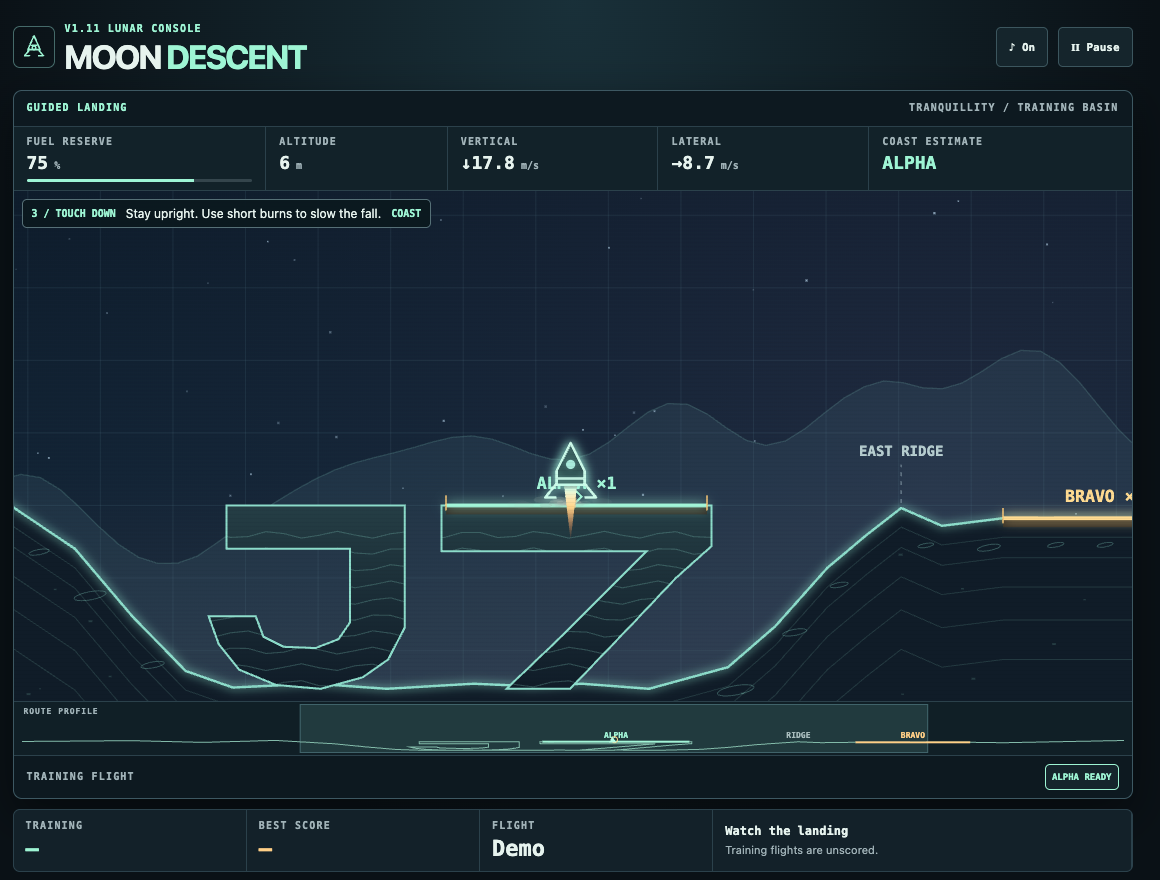 V1.11 LUNAR CONSOLE
MOON DESCENT
♪ On
II Pause
GUIDED LANDING
TRANQUILLITY / TRAINING BASIN
FUEL RESERVE
75 %
ALTITUDE
6 m
VERTICAL
↓17.8 m/s
LATERAL
→8.7 m/s
COAST ESTIMATE
ALPHA
3 / TOUCH DOWN Stay upright. Use short burns to slow the fall. COAST
EAST RIDGE
×1
BRAVO ×
JZ
ROUTE PROFILE
ALPHA
RIDGE
BRAVO
TRAINING FLIGHT
ALPHA READY
TRAINING
—
BEST SCORE
—
FLIGHT
Demo
Watch the landing
Training flights are unscored.